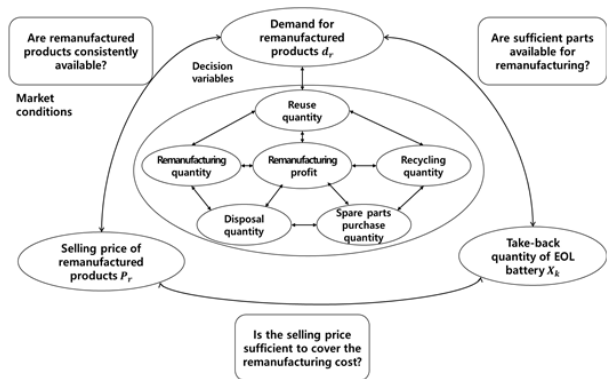 Are remanufactured
products consistently
available?
Demand for
remanufactured
products d_r
Are sufficient parts
available for
remanufacturing?
Decision
variables
Market
conditions
Reuse
quantity
Remanufacturing
quantity
Remanufacturing
profit
Recycling
quantity
Disposal
quantity
Spare parts
purchase
quantity
Selling price of
remanufactured
products P_r
Take-back
quantity of EOL
battery X_k
Is the selling price
sufficient to cover the
remanufacturing cost?